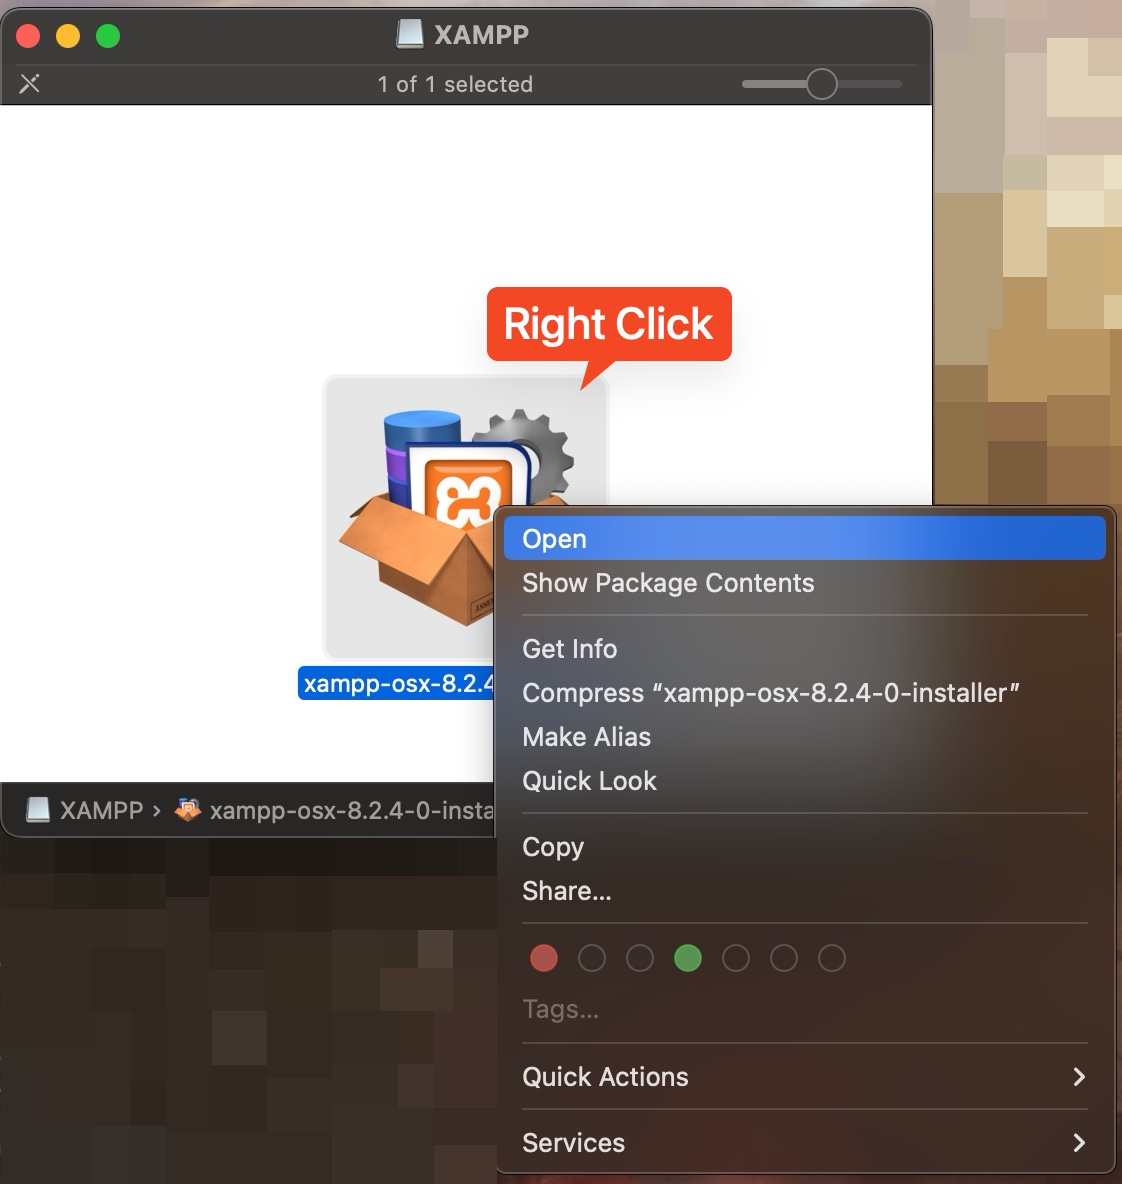 XAMPP
1 of 1 selected
Right Click
xampp-osx-8.2.4
XAMPP › xampp-osx-8.2.4-0-insta
Open
Show Package Contents
Get Info
Compress “xampp-osx-8.2.4-0-installer”
Make Alias
Quick Look
Copy
Share...
Tags...
Quick Actions
Services